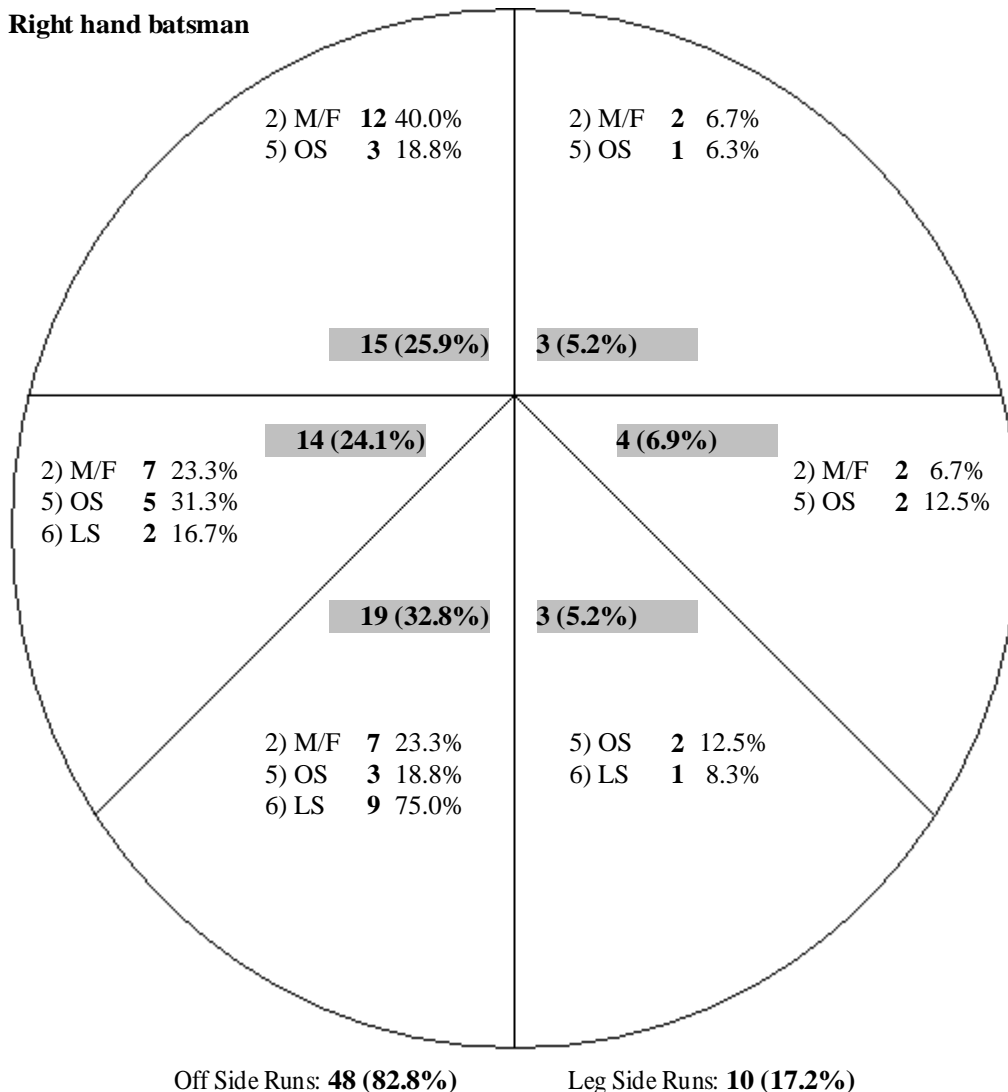 Right hand batsman
2) M/F 12 40.0%
5) OS 3 18.8%
2) M/F 2 6.7%
5) OS 1 6.3%
15 (25.9%)
3 (5.2%)
14 (24.1%)
4 (6.9%)
2) M/F 7 23.3%
5) OS 5 31.3%
6) LS 2 16.7%
2) M/F 2 6.7%
5) OS 2 12.5%
19 (32.8%)
3 (5.2%)
2) M/F 7 23.3%
5) OS 3 18.8%
6) LS 9 75.0%
5) OS 2 12.5%
6) LS 1 8.3%
Off Side Runs: 48 (82.8%)
Leg Side Runs: 10 (17.2%)